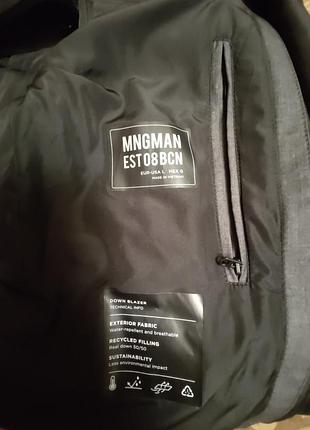 MNGMAN
EST08BCN
EUR-USA L MEX G
MADE IN VIETNAM
DOWN BLAZER
TECHNICAL INFO
EXTERIOR FABRIC
Water-repellent and breathable
RECYCLED FILLING
Real down 50/50
SUSTAINABILITY
Less environmental impact